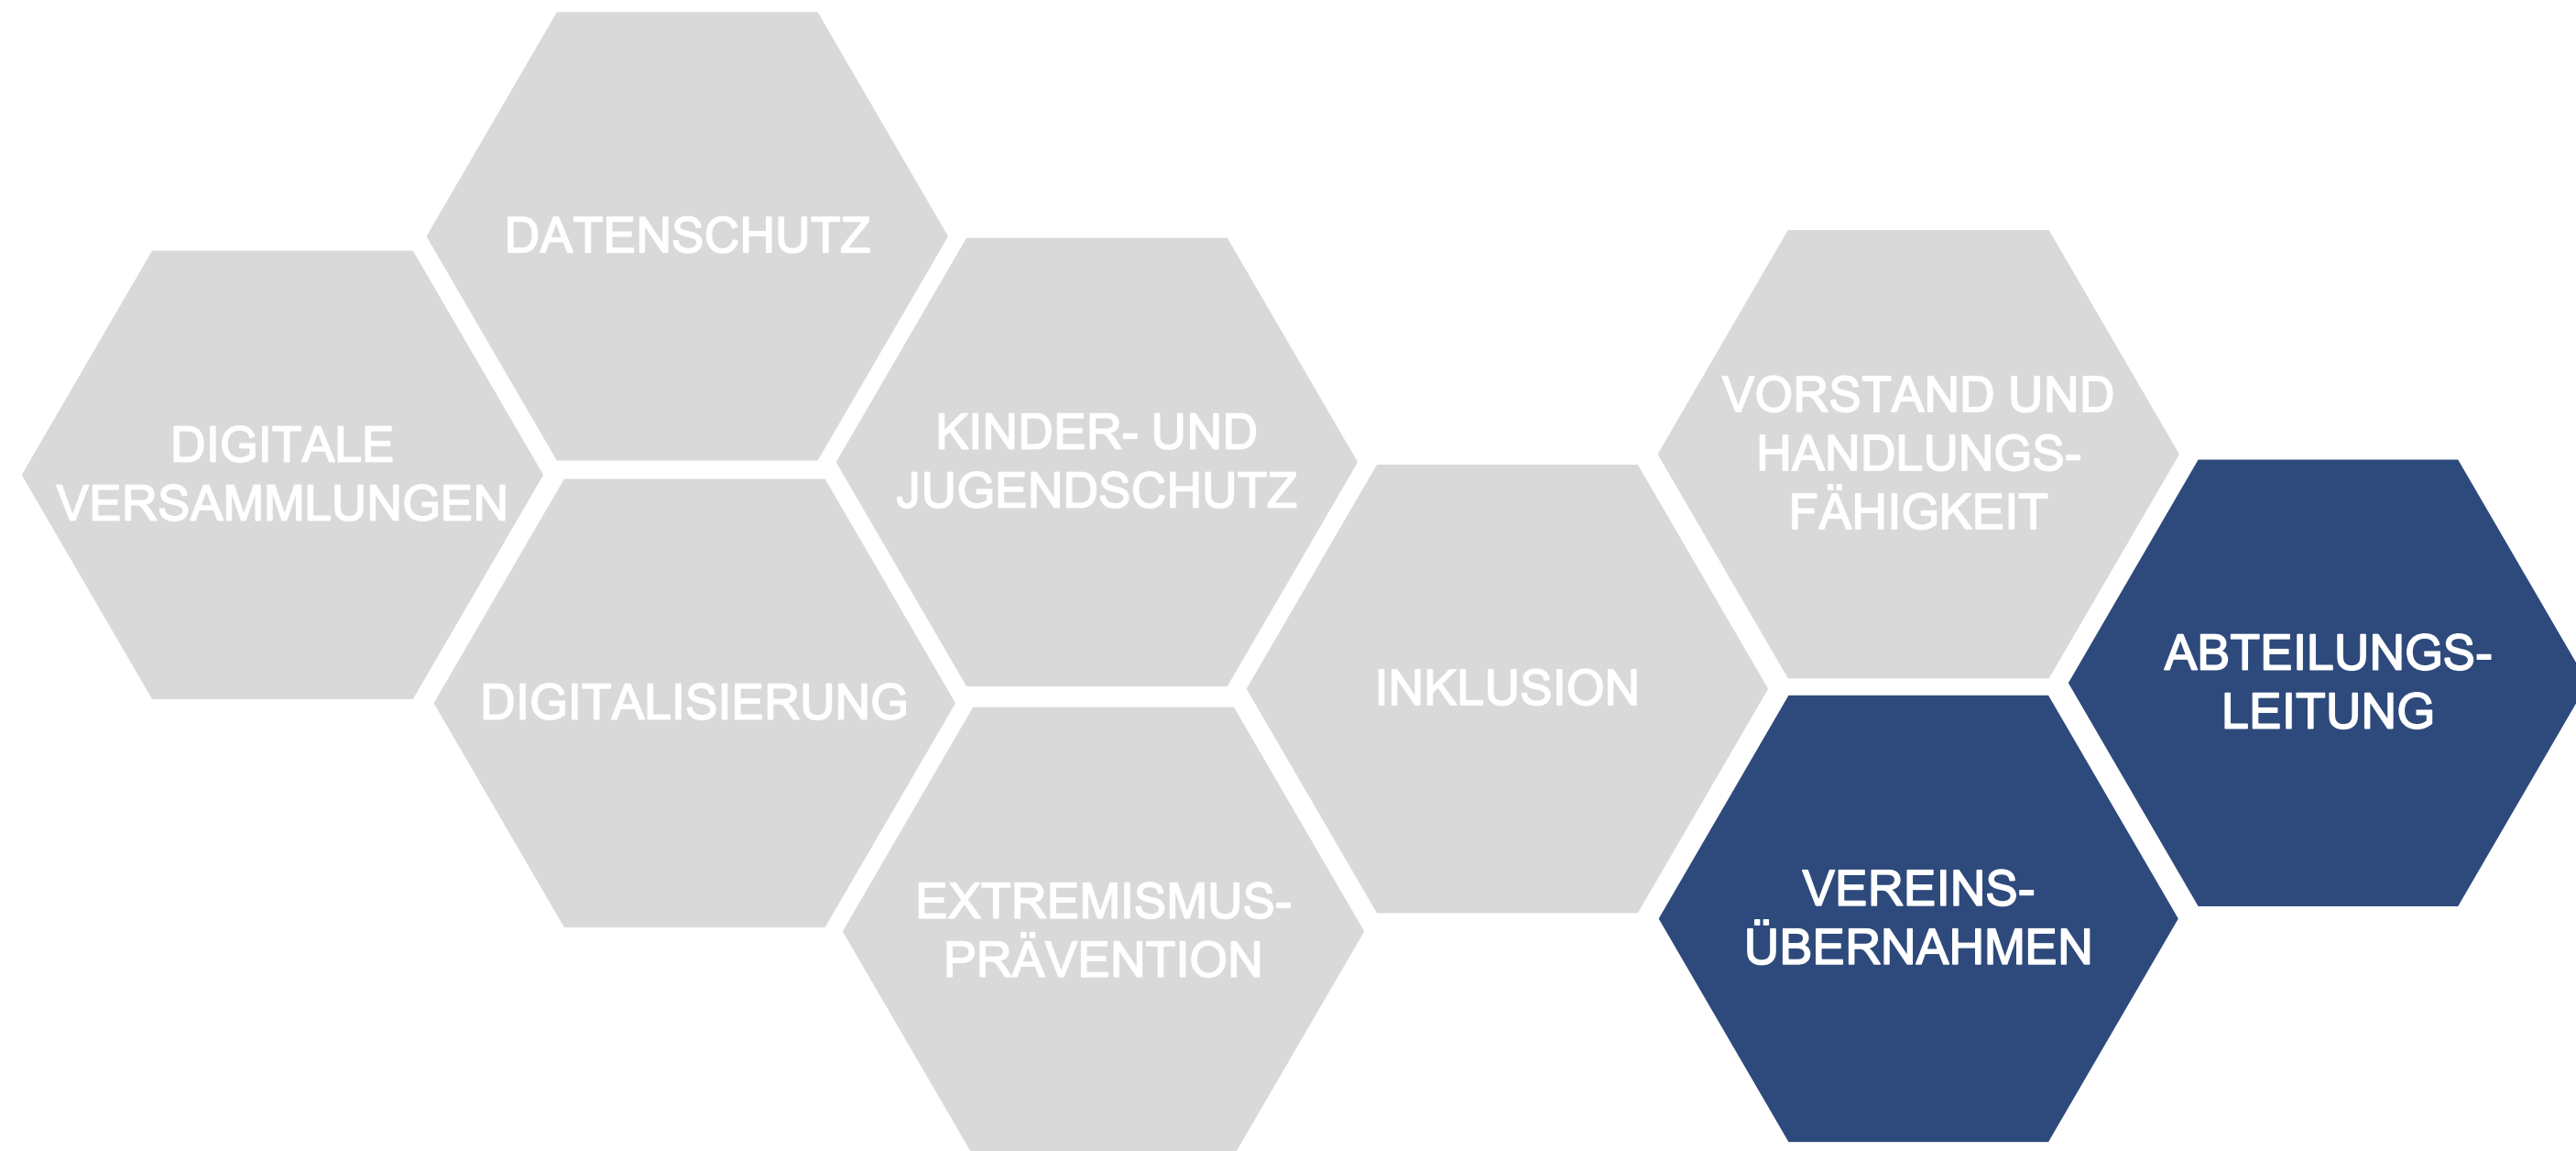 DATENSCHUTZ
DIGITALE
VERSAMMLUNGEN
KINDER- UND
JUGENDSCHUTZ
DIGITALISIERUNG
EXTREMISMUS-
PRÄVENTION
INKLUSION
VORSTAND UND
HANDLUNGS-
FÄHIGKEIT
ABTEILUNGS-
LEITUNG
VEREINS-
ÜBERNAHMEN